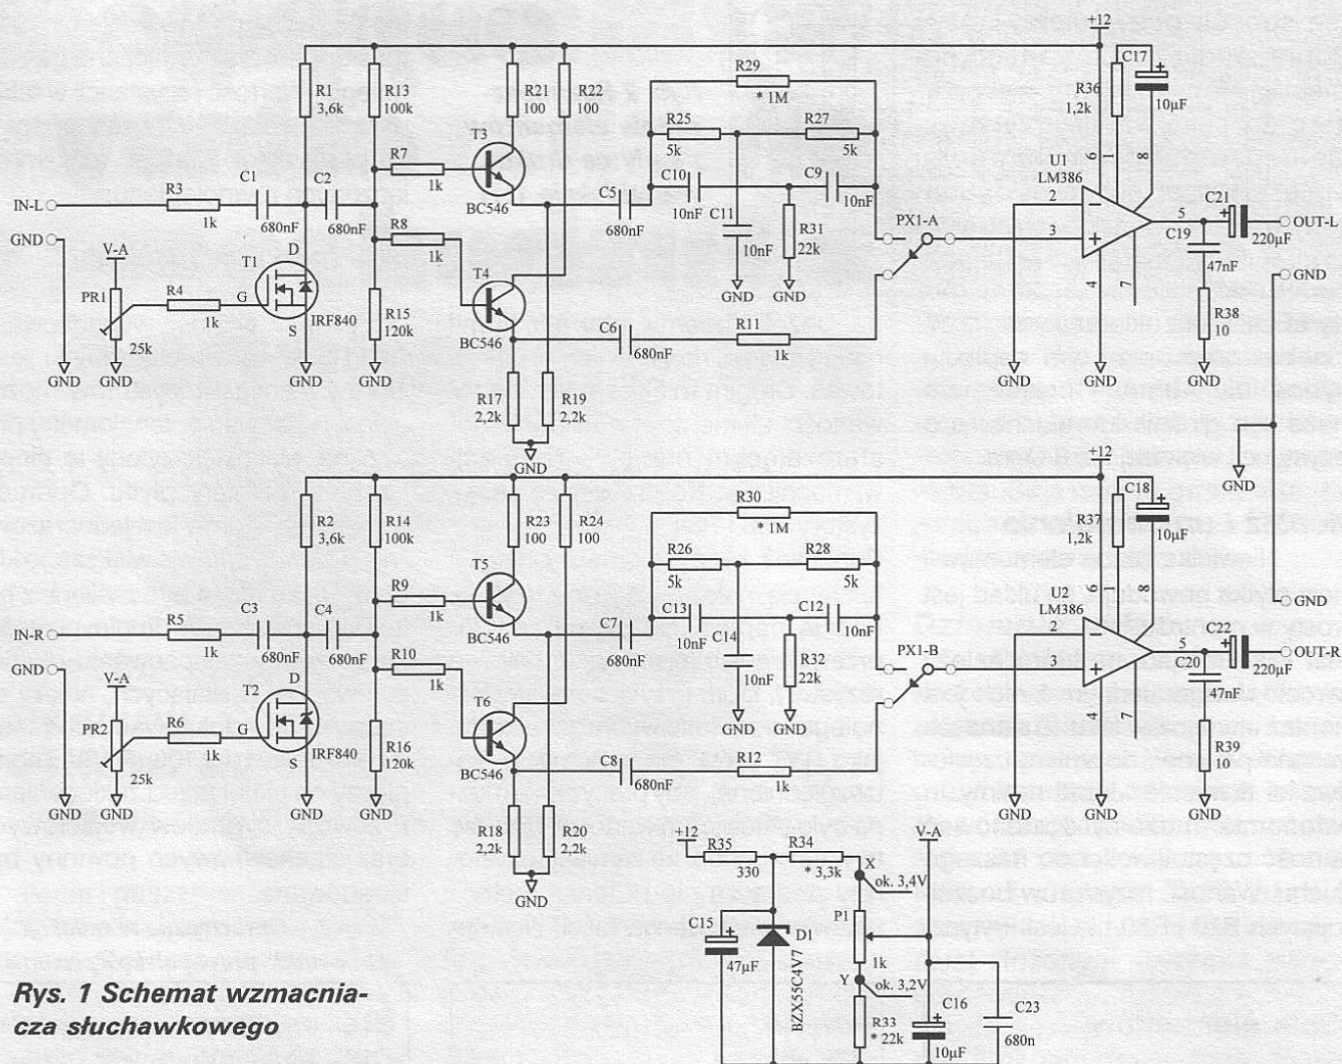 +12
R1
3,6k
R13
100k
R21
100
R22
100
R29
* 1M
R36
1,2k
C17
10µF
R25
5k
R27
5k
T3
R7
1k
BC546
C10
10nF
C9
10nF
C5
680nF
C11
10nF
R31
22k
GND
GND
PX1-A
U1
LM386
6
1
8
2
3
5
4
7
C21
220µF
OUT-L
C19
47nF
GND
R38
10
IN-L
R3
1k
C1
680nF
C2
680nF
R8
1k
GND
V-A
PR1
25k
R4
1k
T1
D
G
S
IRF840
T4
BC546
R15
120k
C6
680nF
R11
1k
GND
GND
GND
GND
GND
GND
GND
R17
2,2k
R19
2,2k
GND
GND
+12
R2
3,6k
R14
100k
R23
100
R24
100
R30
* 1M
R37
1,2k
C18
10µF
R26
5k
R28
5k
T5
R9
1k
BC546
C13
10nF
C12
10nF
C7
680nF
C14
10nF
R32
22k
GND
GND
PX1-B
U2
LM386
6
1
8
2
3
5
4
7
GND
C22
220µF
OUT-R
C20
47nF
R39
10
IN-R
R5
1k
C3
680nF
C4
680nF
R10
1k
GND
V-A
PR2
25k
R6
1k
T2
D
G
S
IRF840
T6
BC546
R16
120k
C8
680nF
R12
1k
GND
GND
GND
GND
GND
GND
GND
R18
2,2k
R20
2,2k
GND
+12
R35
330
R34
* 3,3k
X
ok. 3,4V
V-A
C15
47µF
D1
BZX55C4V7
P1
1k
Y
ok. 3,2V
R33
* 22k
C16
10µF
C23
680n
Rys. 1 Schemat wzmacnia-
cza słuchawkowego